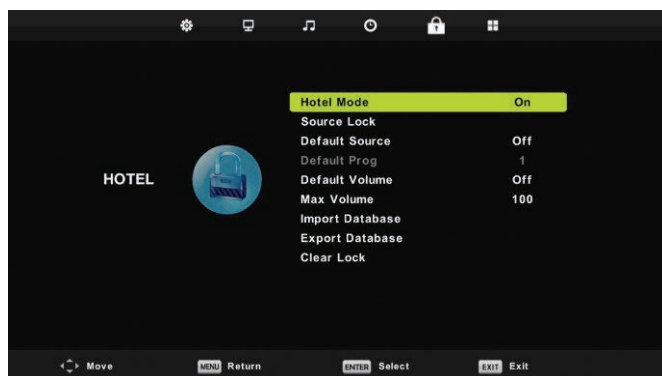 Hotel Mode On
Source Lock
Default Source Off
Default Prog 1
HOTEL
Default Volume Off
Max Volume 100
Import Database
Export Database
Clear Lock
Move MENU Return ENTER Select EXIT Exit